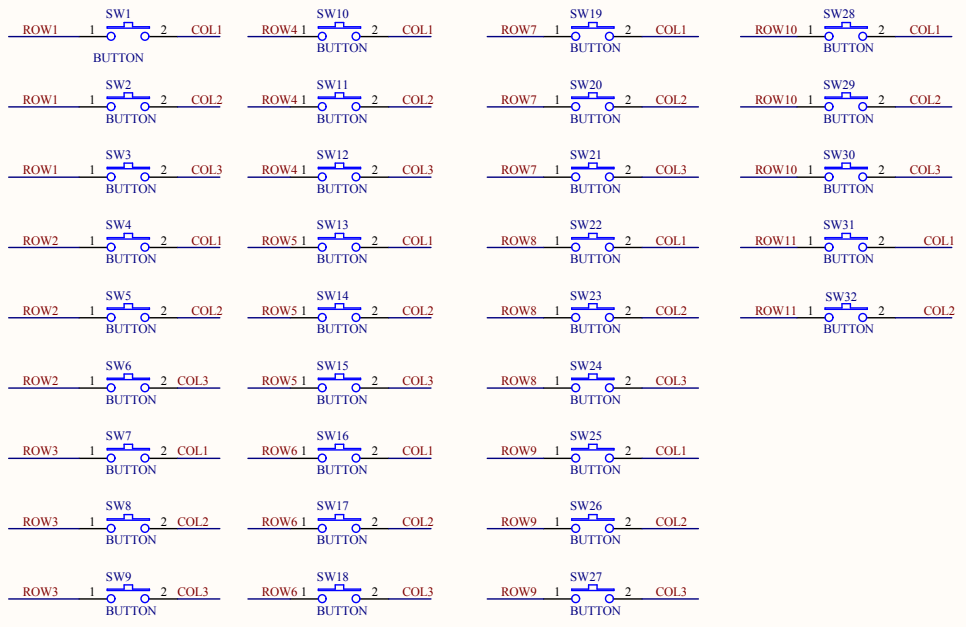 SW1
ROW1 1 2 COL1
BUTTON
SW2
ROW1 1 2 COL2
BUTTON
SW3
ROW1 1 2 COL3
BUTTON
SW4
ROW2 1 2 COL1
BUTTON
SW5
ROW2 1 2 COL2
BUTTON
SW6
ROW2 1 2 COL3
BUTTON
SW7
ROW3 1 2 COL1
BUTTON
SW8
ROW3 1 2 COL2
BUTTON
SW9
ROW3 1 2 COL3
BUTTON
SW10
ROW4 1 2 COL1
BUTTON
SW11
ROW4 1 2 COL2
BUTTON
SW12
ROW4 1 2 COL3
BUTTON
SW13
ROW5 1 2 COL1
BUTTON
SW14
ROW5 1 2 COL2
BUTTON
SW15
ROW5 1 2 COL3
BUTTON
SW16
ROW6 1 2 COL1
BUTTON
SW17
ROW6 1 2 COL2
BUTTON
SW18
ROW6 1 2 COL3
BUTTON
SW19
ROW7 1 2 COL1
BUTTON
SW20
ROW7 1 2 COL2
BUTTON
SW21
ROW7 1 2 COL3
BUTTON
SW22
ROW8 1 2 COL1
BUTTON
SW23
ROW8 1 2 COL2
BUTTON
SW24
ROW8 1 2 COL3
BUTTON
SW25
ROW9 1 2 COL1
BUTTON
SW26
ROW9 1 2 COL2
BUTTON
SW27
ROW9 1 2 COL3
BUTTON
SW28
ROW10 1 2 COL1
BUTTON
SW29
ROW10 1 2 COL2
BUTTON
SW30
ROW10 1 2 COL3
BUTTON
SW31
ROW11 1 2 COL1
BUTTON
SW32
ROW11 1 2 COL2
BUTTON